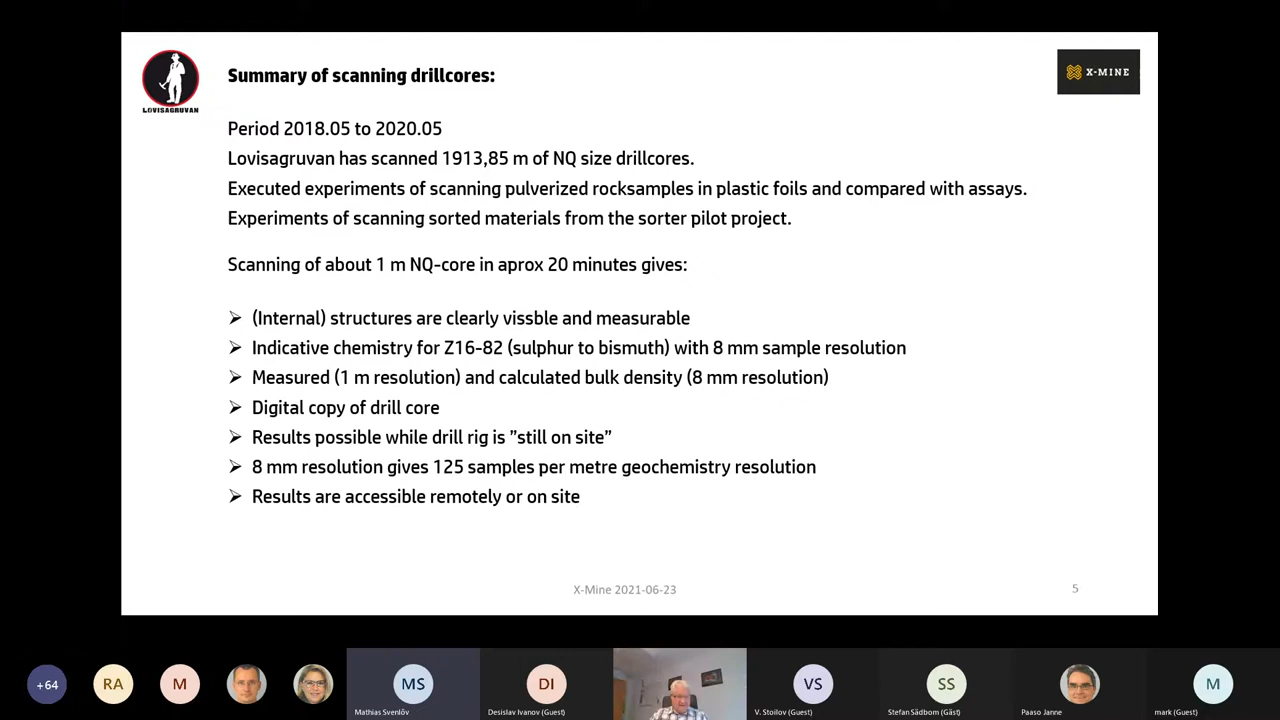 Summary of scanning drillcores:
LOVISAGRUVAN
X-MINE
Period 2018.05 to 2020.05
Lovisagruvan has scanned 1913,85 m of NQ size drillcores.
Executed experiments of scanning pulverized rocksamples in plastic foils and compared with assays.
Experiments of scanning sorted materials from the sorter pilot project.
Scanning of about 1 m NQ-core in aprox 20 minutes gives:
➢ (Internal) structures are clearly vissble and measurable
➢ Indicative chemistry for Z16-82 (sulphur to bismuth) with 8 mm sample resolution
➢ Measured (1 m resolution) and calculated bulk density (8 mm resolution)
➢ Digital copy of drill core
➢ Results possible while drill rig is ”still on site”
➢ 8 mm resolution gives 125 samples per metre geochemistry resolution
➢ Results are accessible remotely or on site
X-Mine 2021-06-23
5
+64
RA
M
MS
DI
VS
SS
M
Mathias Svenlöv
Desislav Ivanov (Guest)
V. Stoilov (Guest)
Stefan Sädbom (Gäst)
Paaso Janne
mark (Guest)